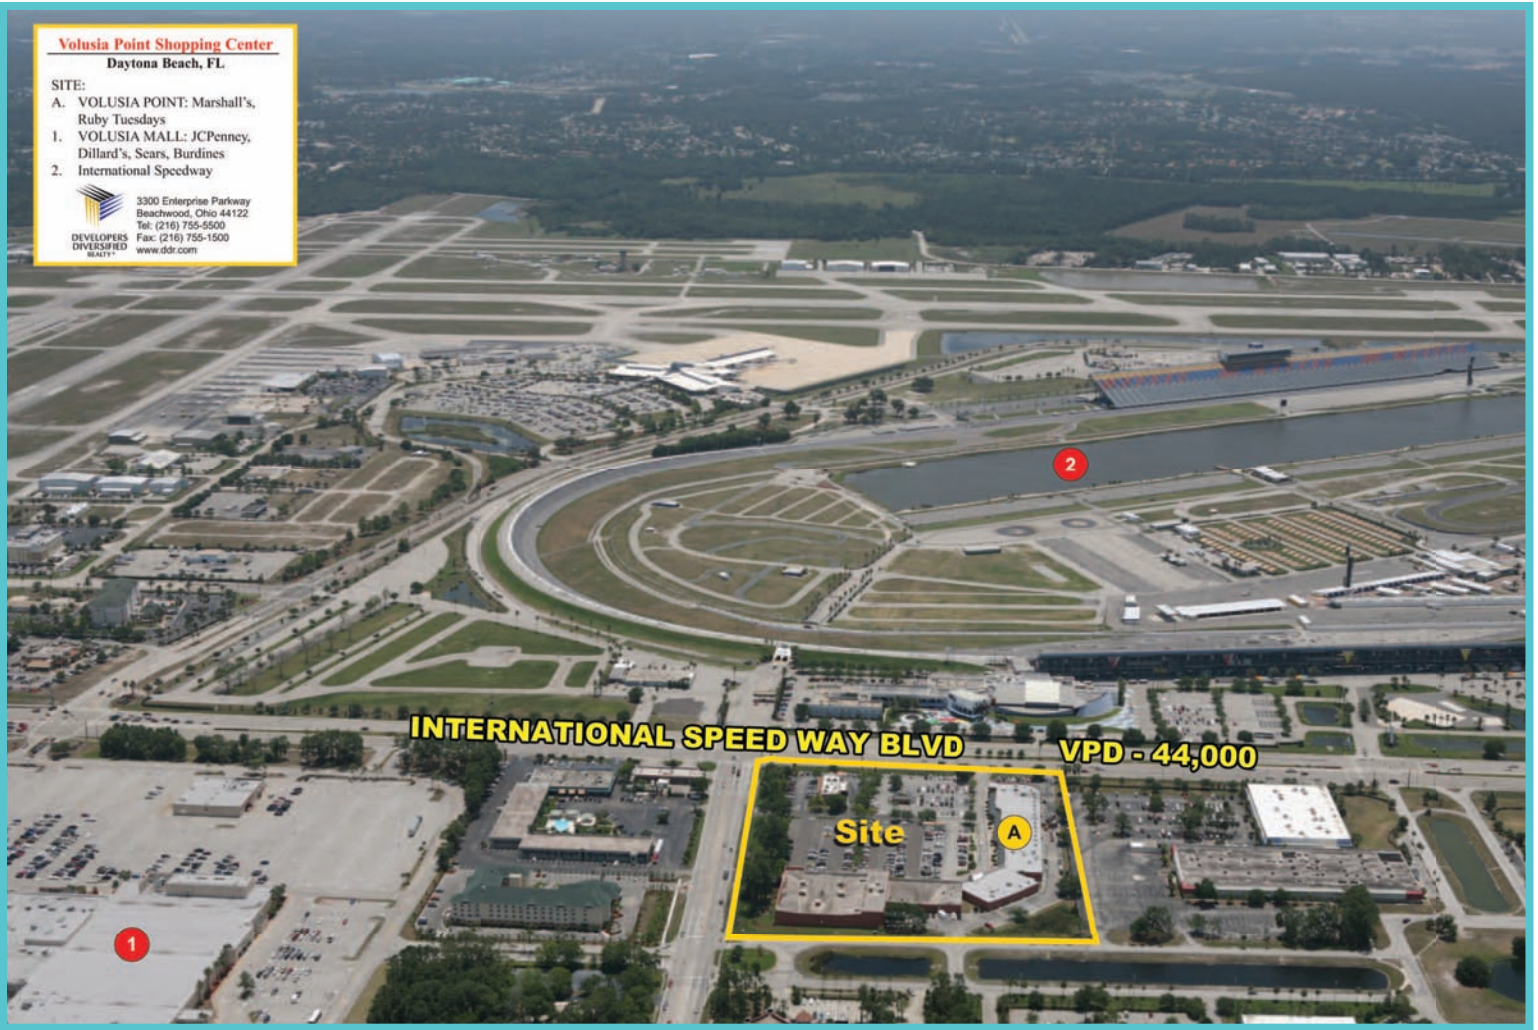 Volusia Point Shopping Center
Daytona Beach, FL
SITE:
A. VOLUSIA POINT: Marshall's,
Ruby Tuesdays
1. VOLUSIA MALL: JCPenney,
Dillard's, Sears, Burdines
2. International Speedway
3300 Enterprise Parkway
Beachwood, Ohio 44122
Tel: (216) 755-5500
Fax: (216) 755-1500
www.ddr.com
DEVELOPERS
DIVERSIFIED
REALTY
2
INTERNATIONAL SPEED WAY BLVD
VPD - 44,000
Site
A
1